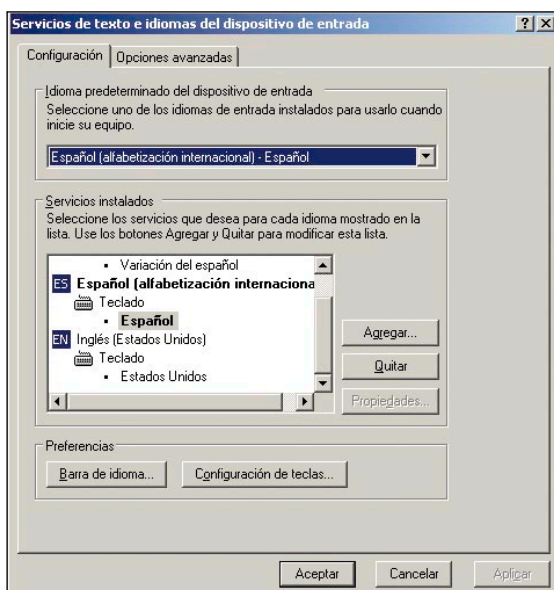 Servicios de texto e idiomas del dispositivo de entrada
Configuración Opciones avanzadas
Idioma predeterminado del dispositivo de entrada
Seleccione uno de los idiomas de entrada instalados para usarlo cuando
inicie su equipo.
Español (alfabetización internacional) - Español
Servicios instalados
Seleccione los servicios que desea para cada idioma mostrado en la
lista. Use los botones Agregar y Quitar para modificar esta lista.
• Variación del español
ES Español (alfabetización internaciona
Teclado
• Español
EN Inglés (Estados Unidos)
Teclado
• Estados Unidos
Agregar...
Quitar
Propiedades...
Preferencias
Barra de idioma... Configuración de teclas...
Aceptar Cancelar Aplicar